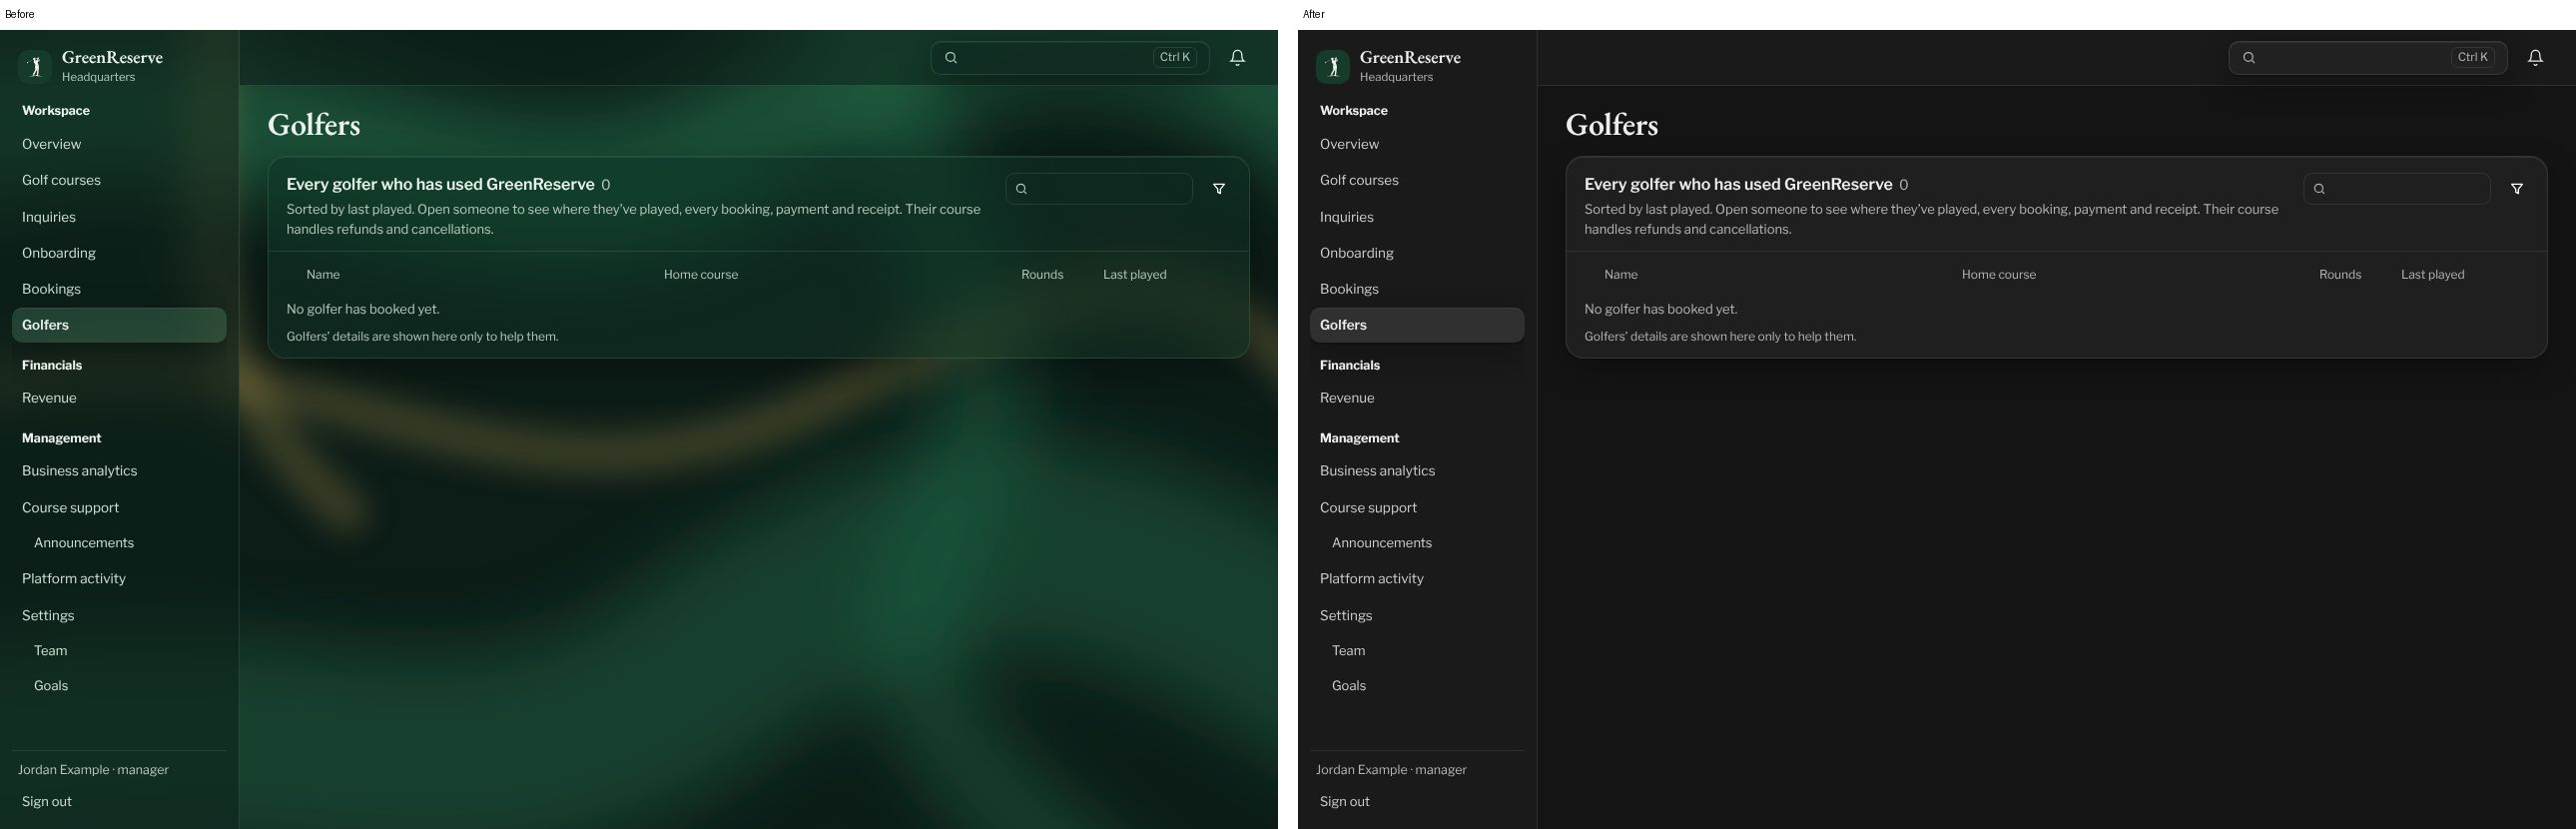 Before
GreenReserve
Headquarters
Ctrl K
Workspace
Overview
Golf courses
Inquiries
Onboarding
Bookings
Golfers
Financials
Revenue
Management
Business analytics
Course support
Announcements
Platform activity
Settings
Team
Goals
Jordan Example · manager
Sign out
Golfers
Every golfer who has used GreenReserve 0
Sorted by last played. Open someone to see where they’ve played, every booking, payment and receipt. Their course
handles refunds and cancellations.
Name Home course Rounds Last played
No golfer has booked yet.
Golfers’ details are shown here only to help them.
After
GreenReserve
Headquarters
Ctrl K
Workspace
Overview
Golf courses
Inquiries
Onboarding
Bookings
Golfers
Financials
Revenue
Management
Business analytics
Course support
Announcements
Platform activity
Settings
Team
Goals
Jordan Example · manager
Sign out
Golfers
Every golfer who has used GreenReserve 0
Sorted by last played. Open someone to see where they’ve played, every booking, payment and receipt. Their course
handles refunds and cancellations.
Name Home course Rounds Last played
No golfer has booked yet.
Golfers’ details are shown here only to help them.